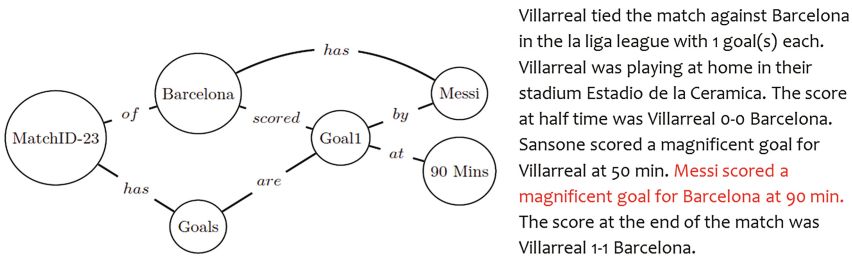 has
Barcelona
Messi
of
scored
by
MatchID-23
Goal1
at
90 Mins
has
are
Goals
Villarreal tied the match against Barcelona
in the la liga league with 1 goal(s) each.
Villarreal was playing at home in their
stadium Estadio de la Ceramica. The score
at half time was Villarreal 0-0 Barcelona.
Sansone scored a magnificent goal for
Villarreal at 50 min. Messi scored a
magnificent goal for Barcelona at 90 min.
The score at the end of the match was
Villarreal 1-1 Barcelona.